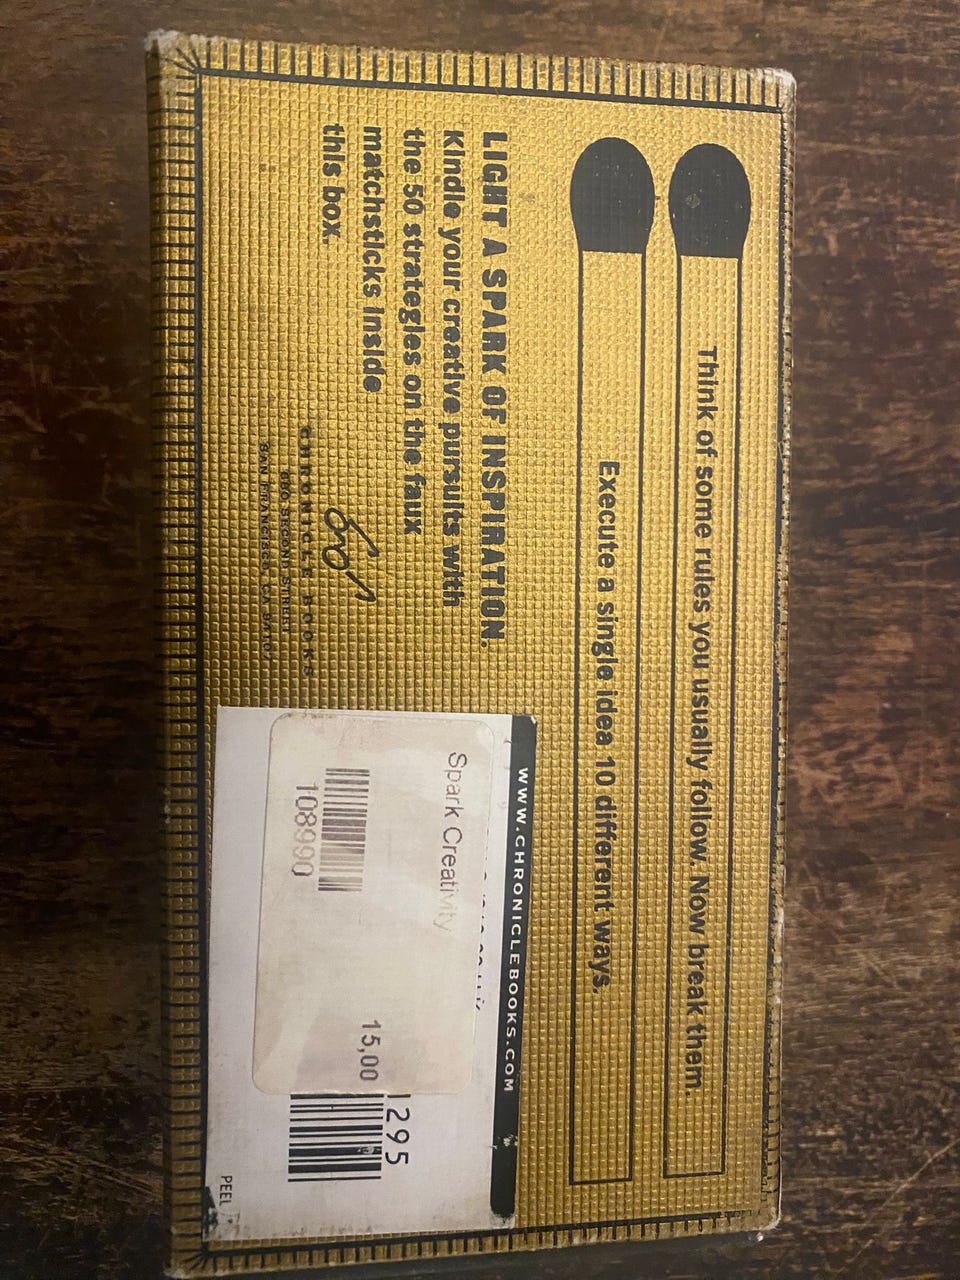 Think of some rules you usually follow. Now break them.
Execute a single idea 10 different ways.
LIGHT A SPARK OF INSPIRATION.
Kindle your creative pursuits with
the 50 strategies on the faux
matchsticks inside
this box.
CHRONICLE BOOKS
680 SECOND STREET
SAN FRANCISCO, CA 94107
WWW.CHRONICLEBOOKS.COM
Spark Creativity
15,00
108990
1295
PEEL